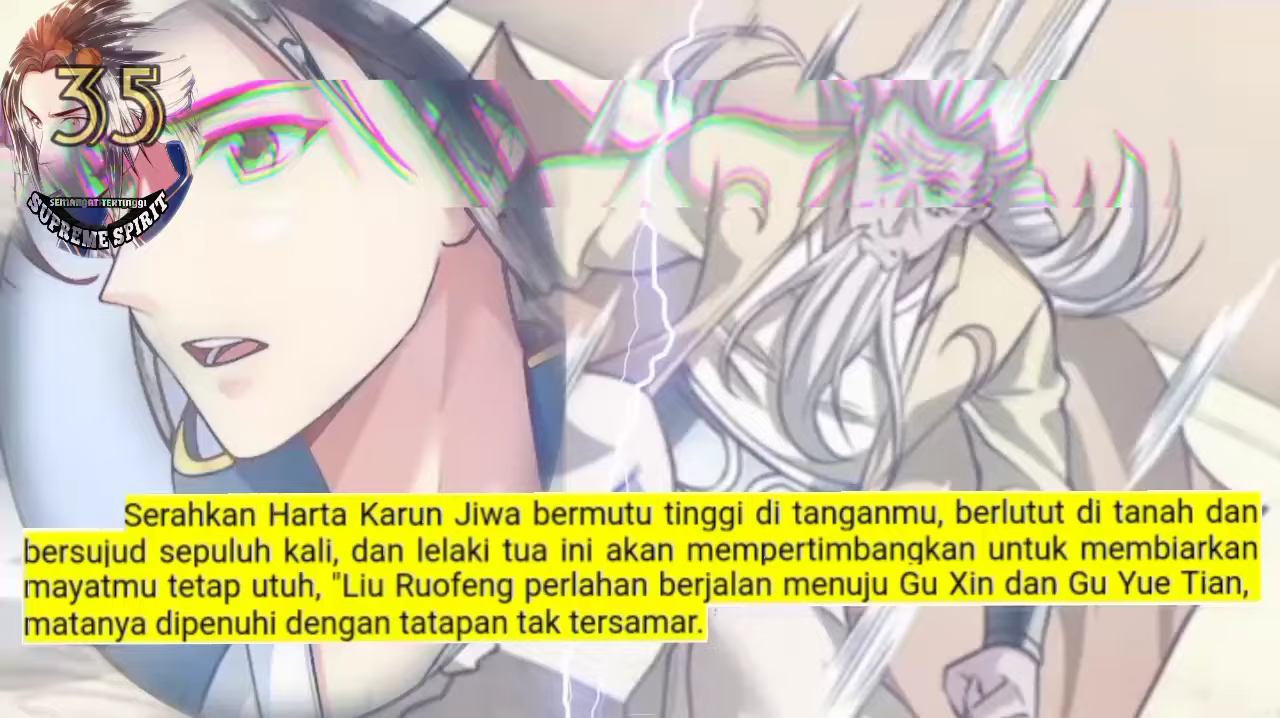 35
SEMANGAT TERTINGGI
SUPREME SPIRIT
Serahkan Harta Karun Jiwa bermutu tinggi di tanganmu, berlutut di tanah dan
bersujud sepuluh kali, dan lelaki tua ini akan mempertimbangkan untuk membiarkan
mayatmu tetap utuh, "Liu Ruofeng perlahan berjalan menuju Gu Xin dan Gu Yue Tian,
matanya dipenuhi dengan tatapan tak tersamar.